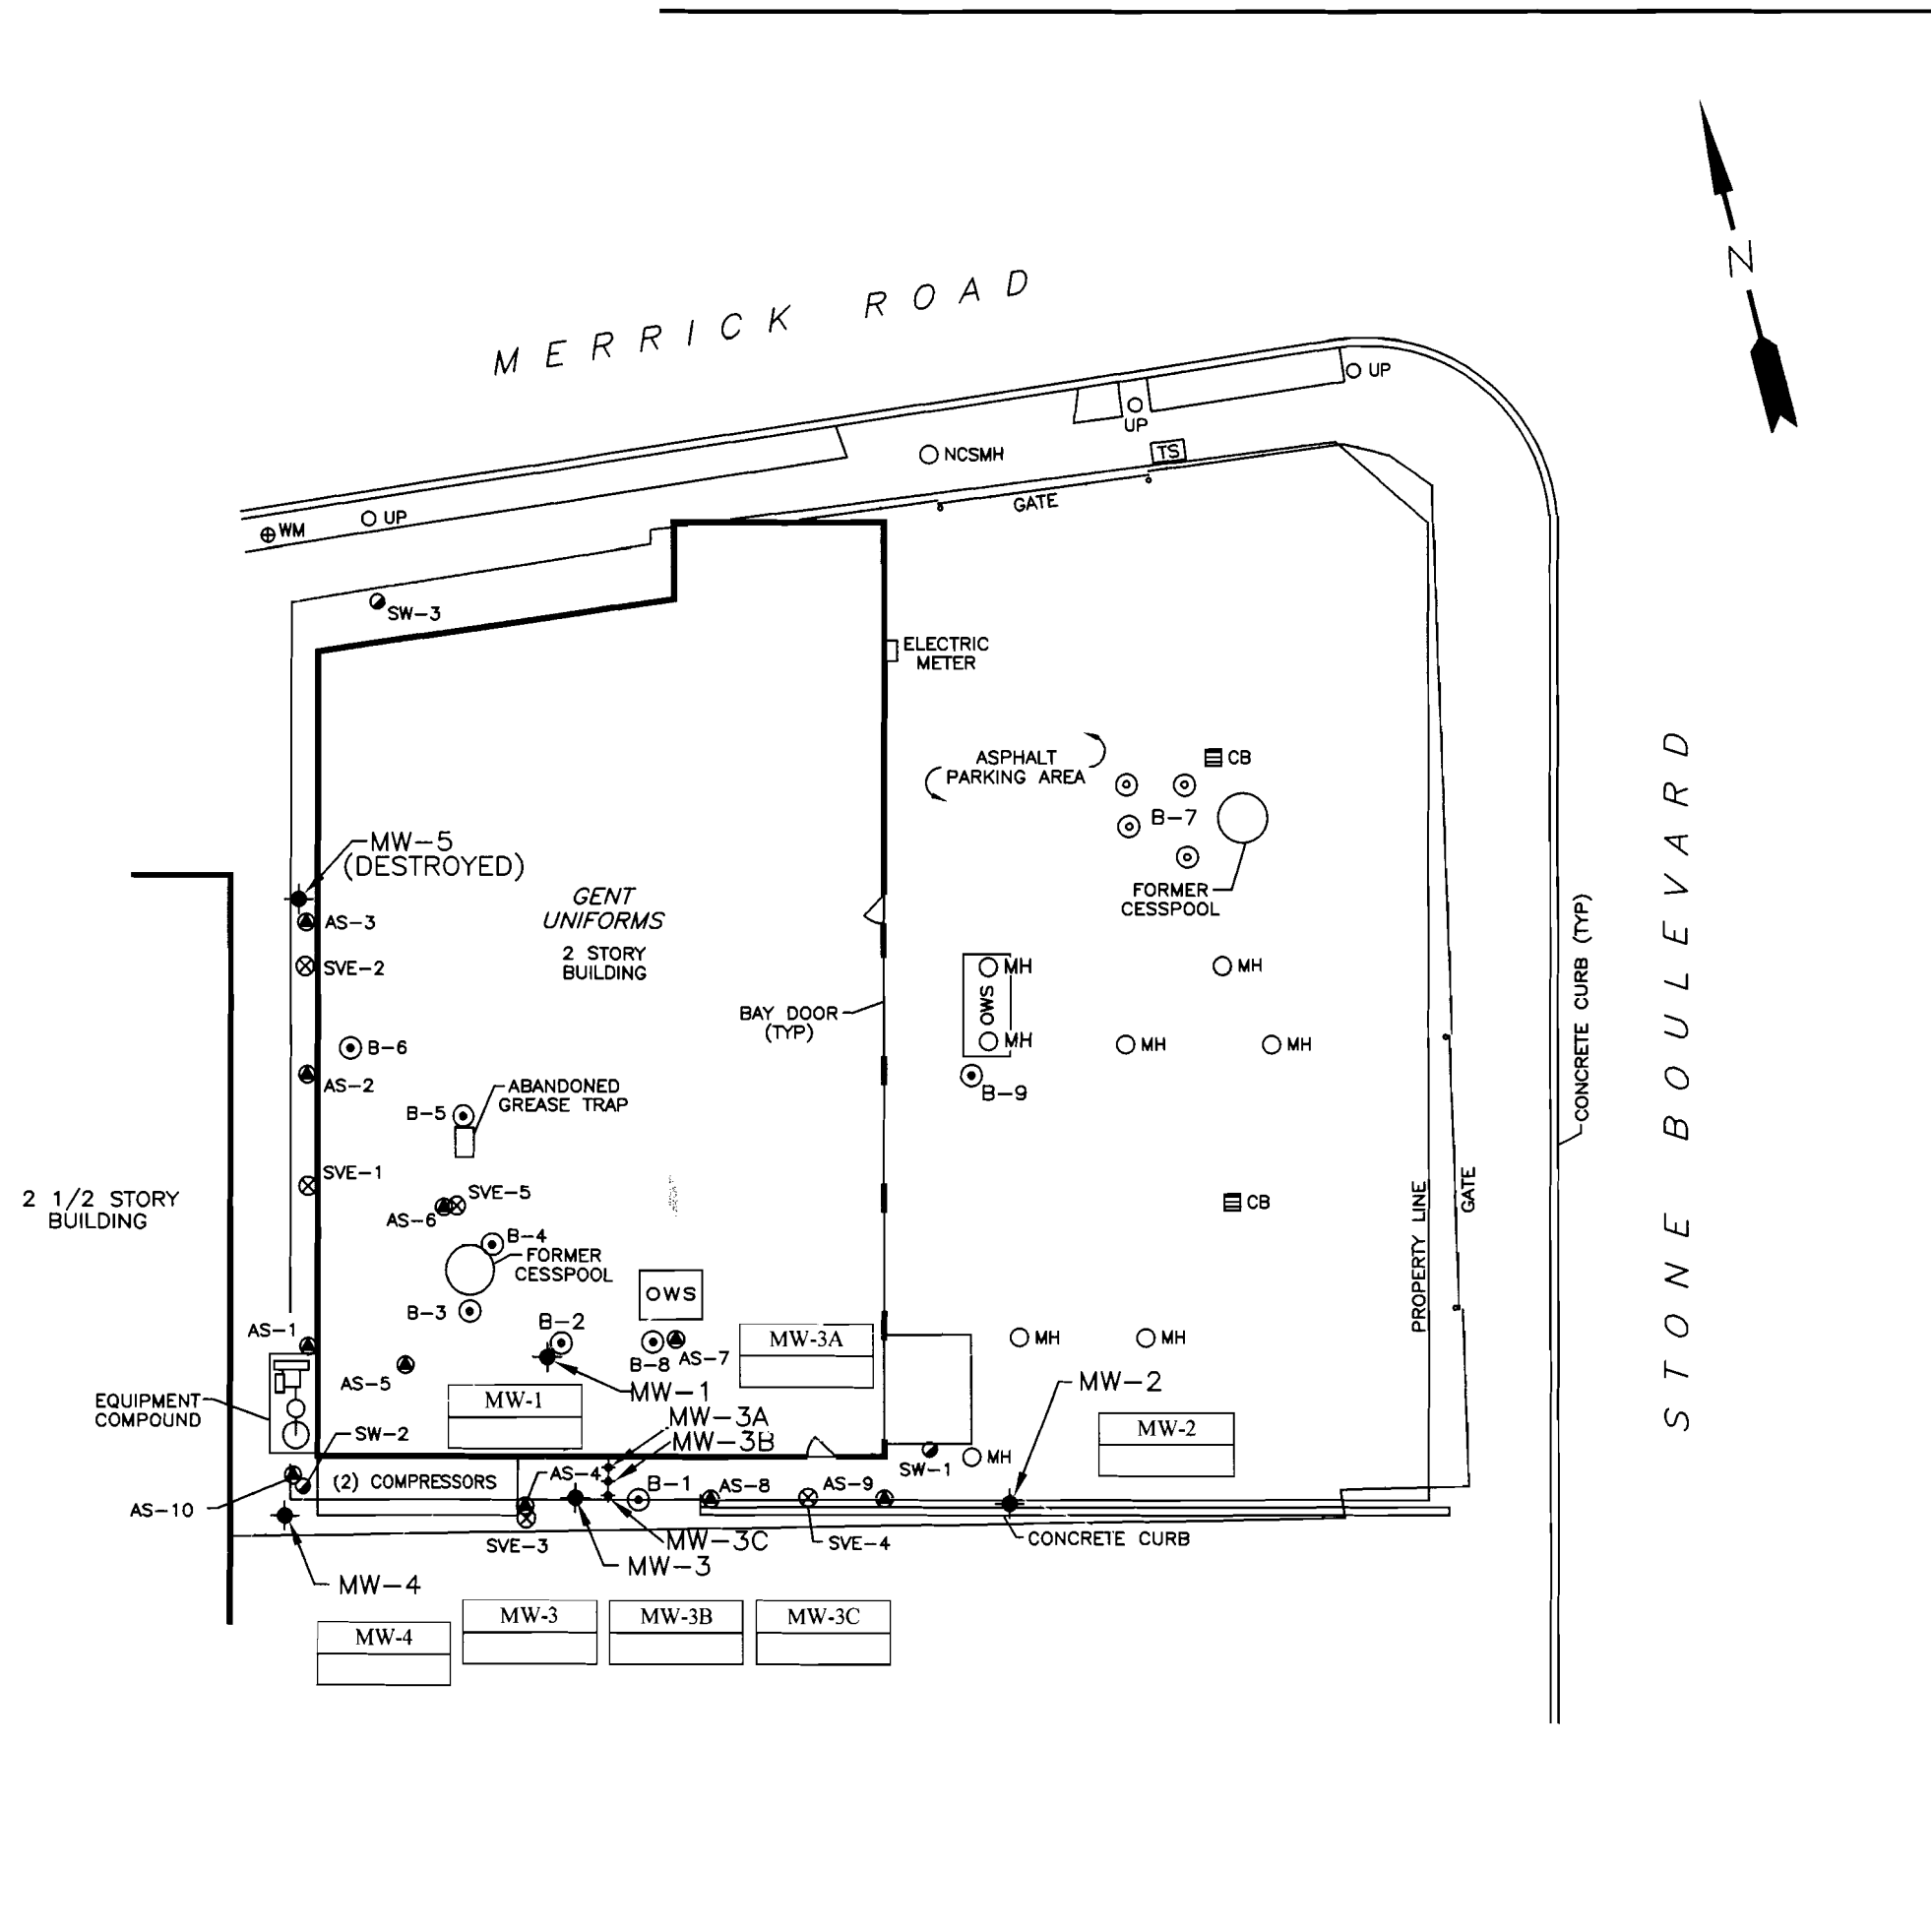 N
MERRICK ROAD
UP
UP
TS
NCSMH
GATE
UP
WM
SW-3
ELECTRIC
METER
ASPHALT
PARKING AREA
CB
B-7
FORMER
CESSPOOL
MW-5
(DESTROYED)
AS-3
GENT
UNIFORMS
2 STORY
BUILDING
SVE-2
MH
OWS
MH
MH
BAY DOOR
(TYP)
B-6
MH
MH
AS-2
B-9
ABANDONED
GREASE TRAP
B-5
STONE BOULEVARD
CONCRETE CURB (TYP)
PROPERTY LINE
GATE
SVE-1
2 1/2 STORY
BUILDING
SVE-5
AS-6
CB
B-4
FORMER
CESSPOOL
OWS
B-3
B-2
AS-1
B-8
AS-7
MW-3A
MH
MH
AS-5
MW-1
MW-1
MW-2
EQUIPMENT
COMPOUND
MW-3A
MW-2
SW-2
MW-3B
SW-1
MH
(2) COMPRESSORS
AS-4
B-1
AS-8
AS-9
AS-10
SVE-3
MW-3C
SVE-4
CONCRETE CURB
MW-3
MW-4
MW-3
MW-3B
MW-3C
MW-4